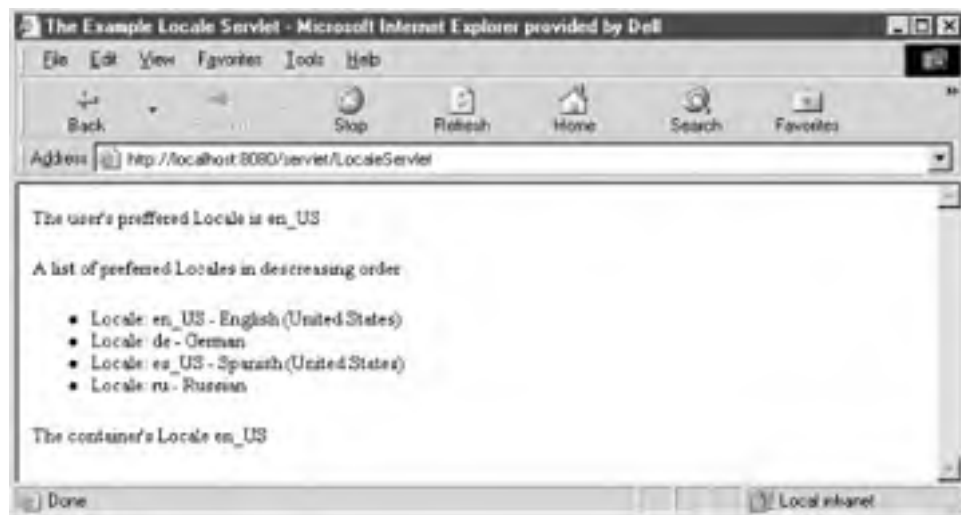 The Example Locale Servlet - Microsoft Internet Explorer provided by Dell
File Edit View Favorites Tools Help
Back Stop Refresh Home Search Favorites »
Address http://localhost:8080/servlet/LocaleServlet
The user's preffered Locale is en_US
A list of preferred Locales in descreasing order
• Locale: en_US - English (United States)
• Locale: de - German
• Locale: es_US - Spanish (United States)
• Locale: ru - Russian
The container's Locale en_US
Done Local intranet